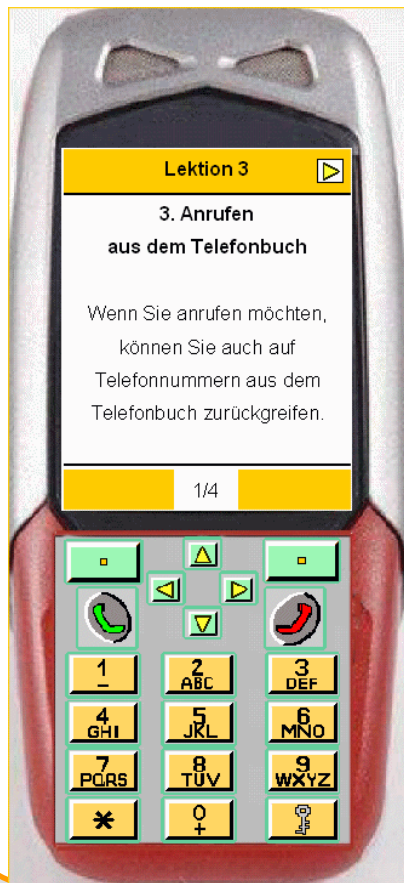 Lektion 3
3. Anrufen
aus dem Telefonbuch
Wenn Sie anrufen möchten,
können Sie auch auf
Telefonnummern aus dem
Telefonbuch zurückgreifen.
1/4
1 2 3
_ ABC DEF
4 5 6
GHI JKL MNO
7 8 9
PQRS TUV WXYZ
* 0
+